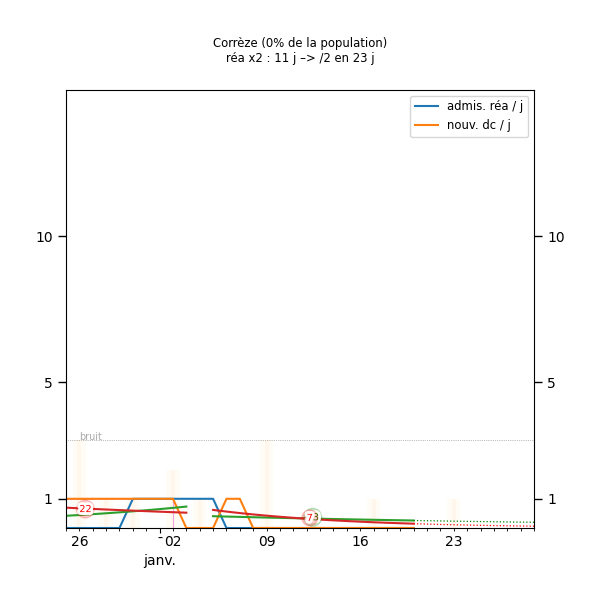 Corrèze (0% de la population)
réa x2 : 11 j –> /2 en 23 j
admis. réa / j
nouv. dc / j
10
10
5
5
bruit
1
1
22
26
02
09
16
23
janv.